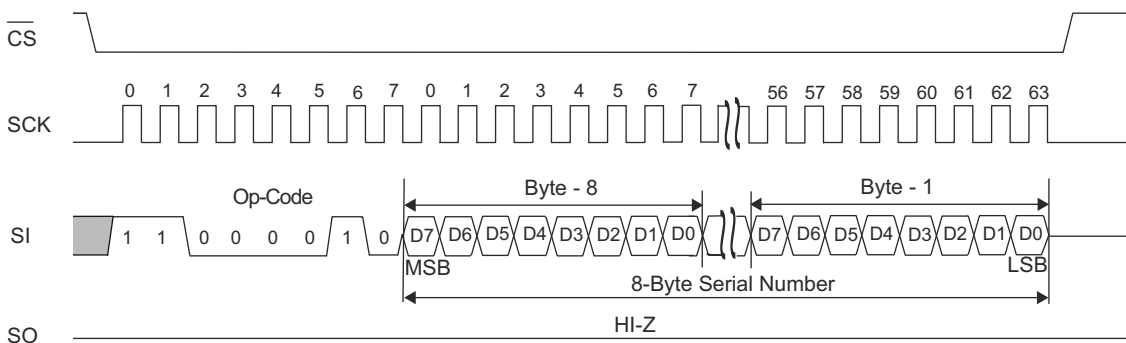 CS
0 1 2 3 4 5 6 7 0 1 2 3 4 5 6 7 56 57 58 59 60 61 62 63
SCK
Op-Code Byte - 8 Byte - 1
SI 1 1 0 0 0 0 1 0 D7 D6 D5 D4 D3 D2 D1 D0 D7 D6 D5 D4 D3 D2 D1 D0
MSB LSB
8-Byte Serial Number
HI-Z
SO